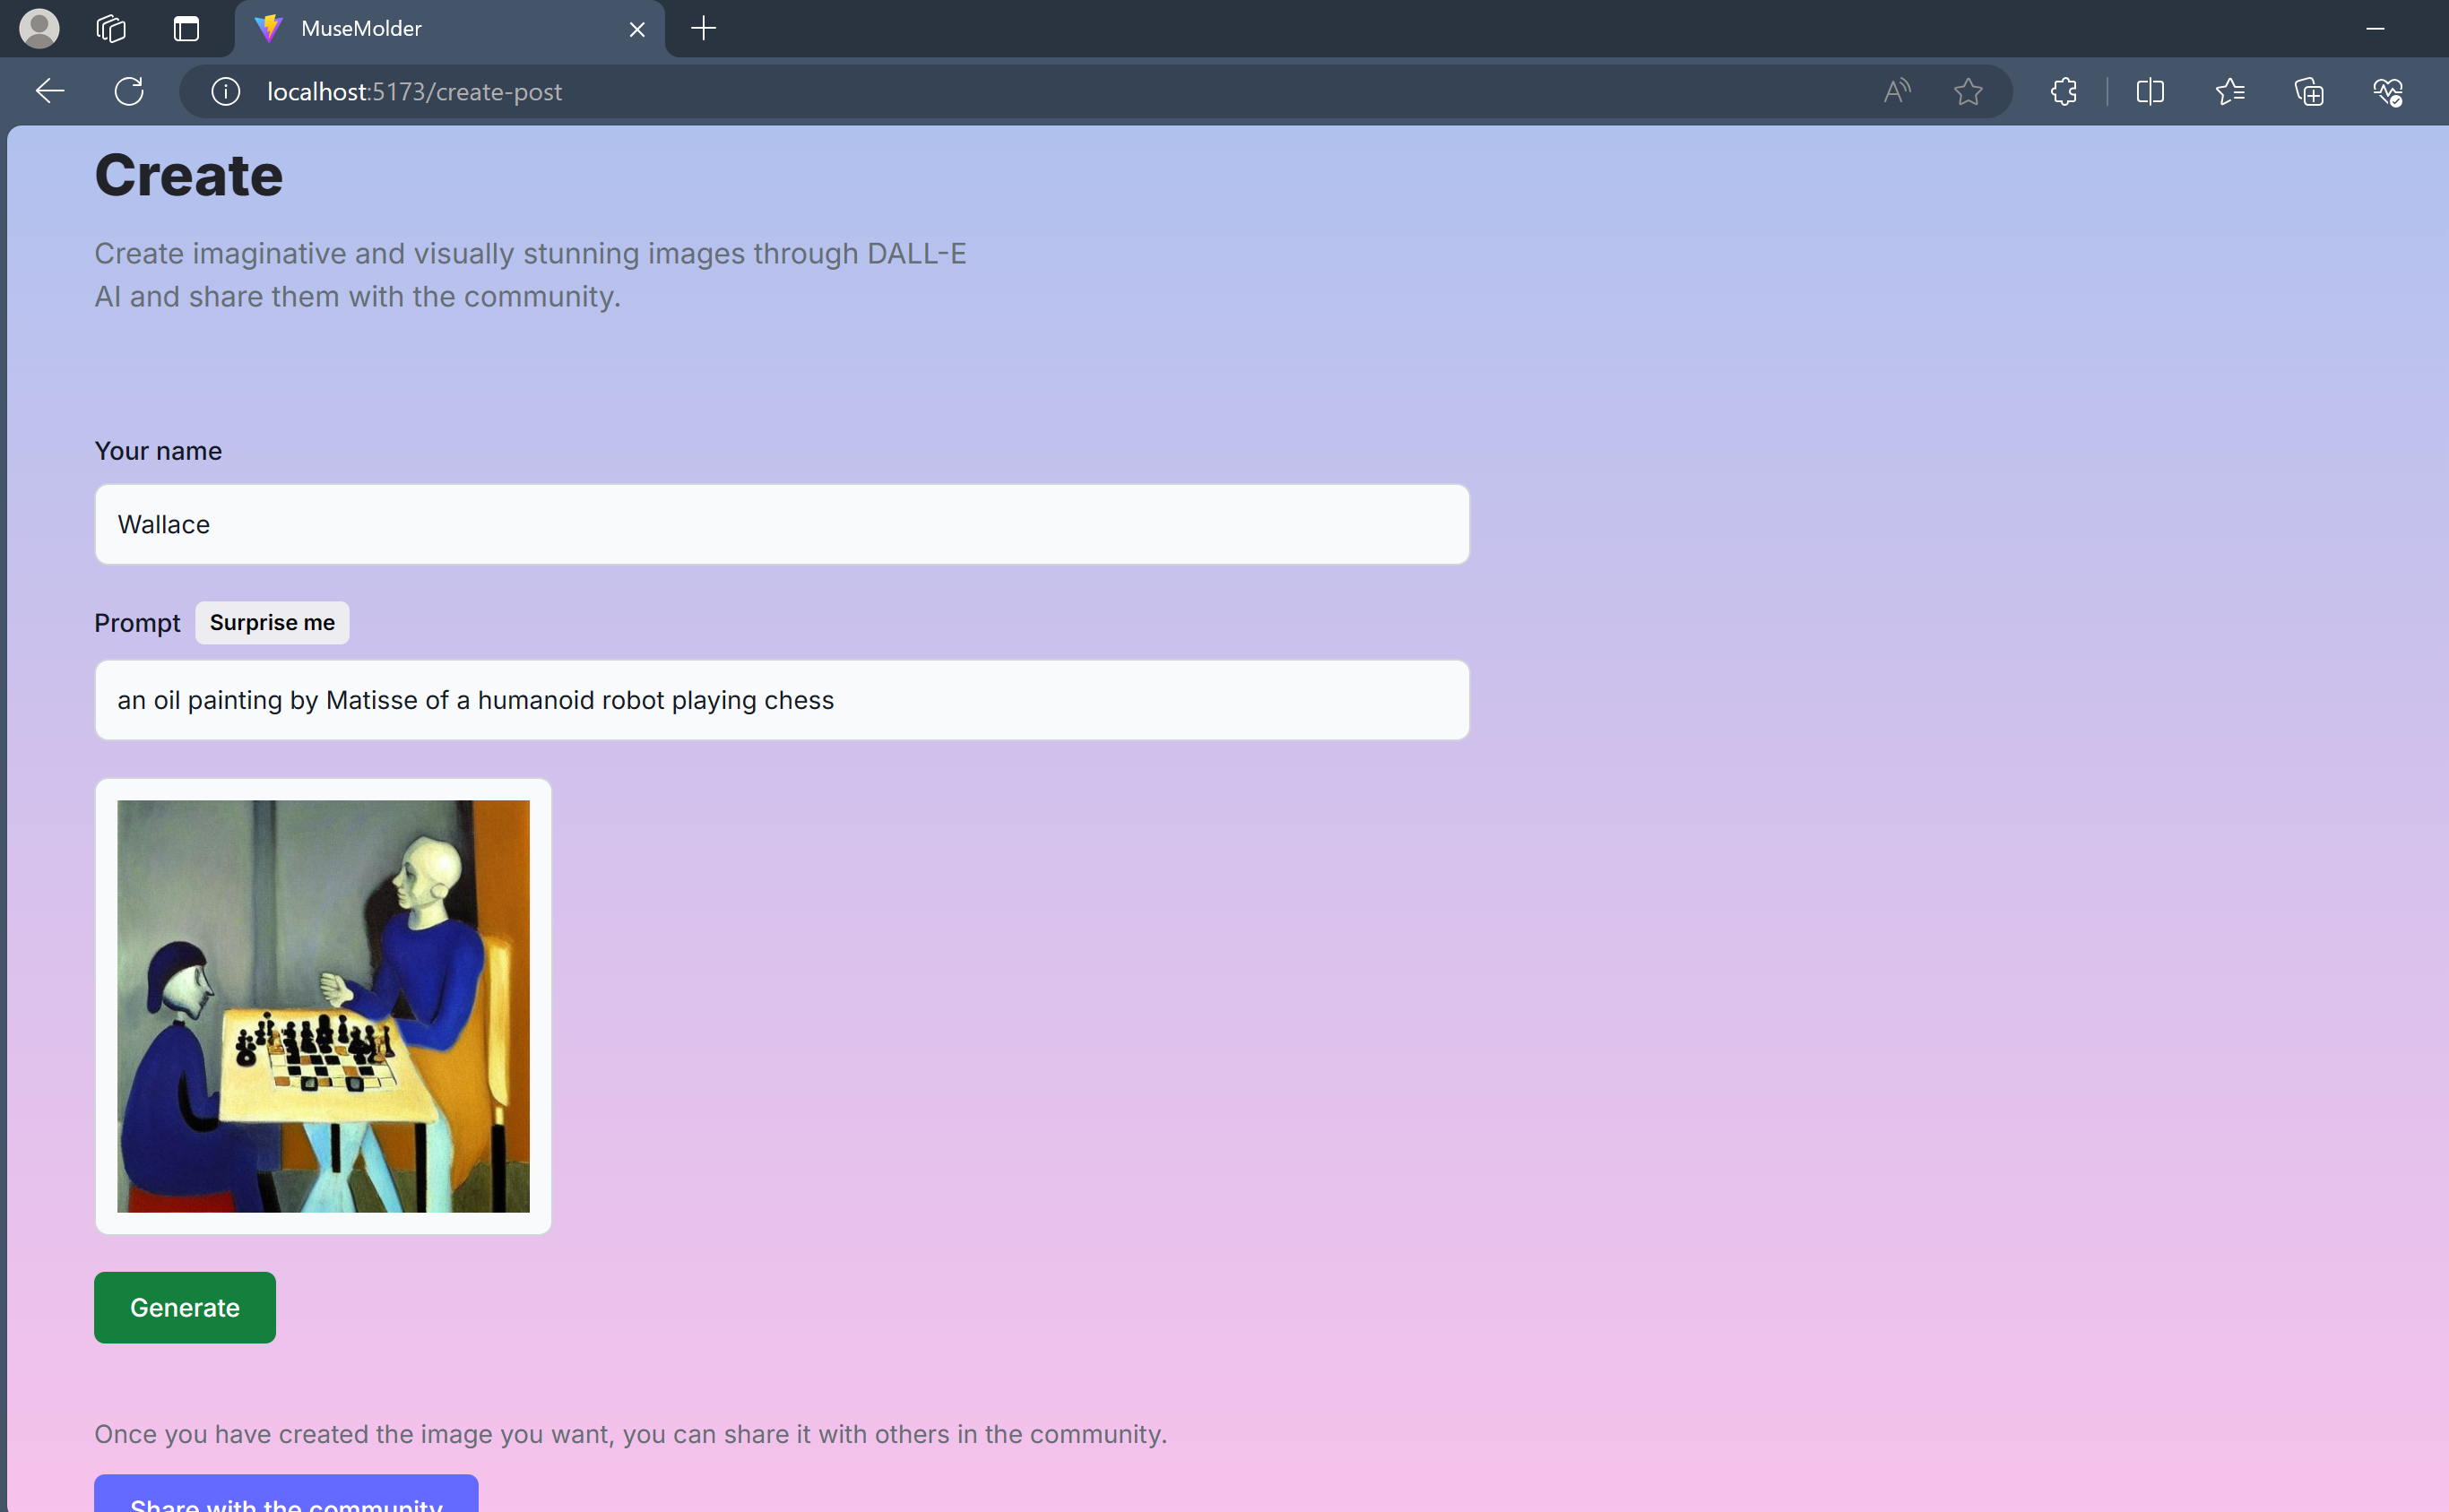 MuseMolder
localhost:5173/create-post
Create
Create imaginative and visually stunning images through DALL-E
AI and share them with the community.
Your name
Wallace
Prompt
Surprise me
an oil painting by Matisse of a humanoid robot playing chess
Generate
Once you have created the image you want, you can share it with others in the community.
Share with the community